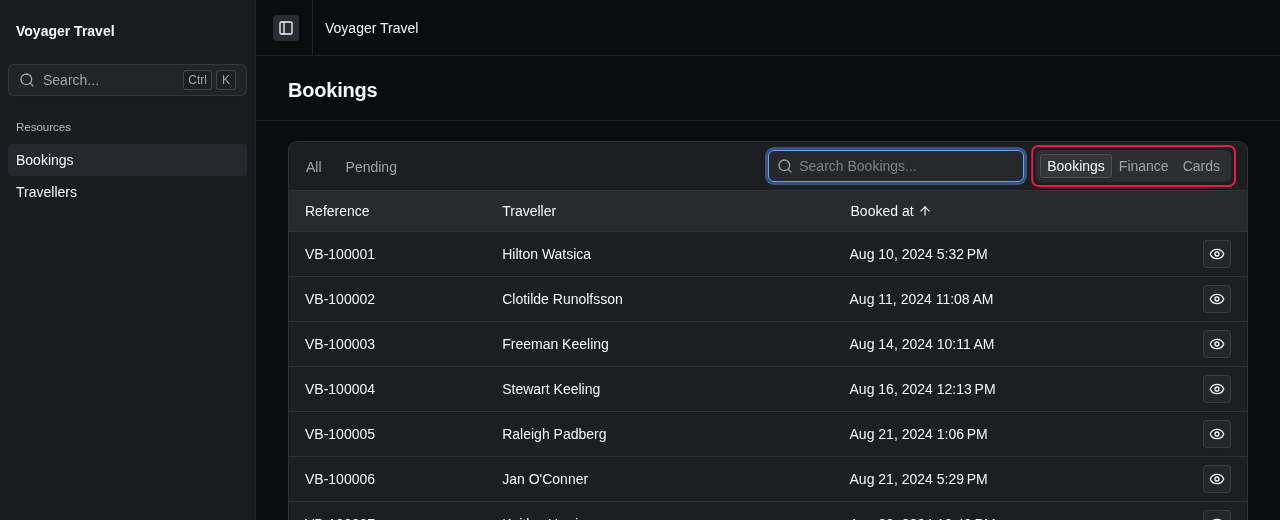 Voyager Travel
Voyager Travel
Search... Ctrl K
Resources
Bookings
Travellers
Bookings
All Pending Search Bookings... Bookings Finance Cards
Reference Traveller Booked at
VB-100001 Hilton Watsica Aug 10, 2024 5:32 PM
VB-100002 Clotilde Runolfsson Aug 11, 2024 11:08 AM
VB-100003 Freeman Keeling Aug 14, 2024 10:11 AM
VB-100004 Stewart Keeling Aug 16, 2024 12:13 PM
VB-100005 Raleigh Padberg Aug 21, 2024 1:06 PM
VB-100006 Jan O'Conner Aug 21, 2024 5:29 PM